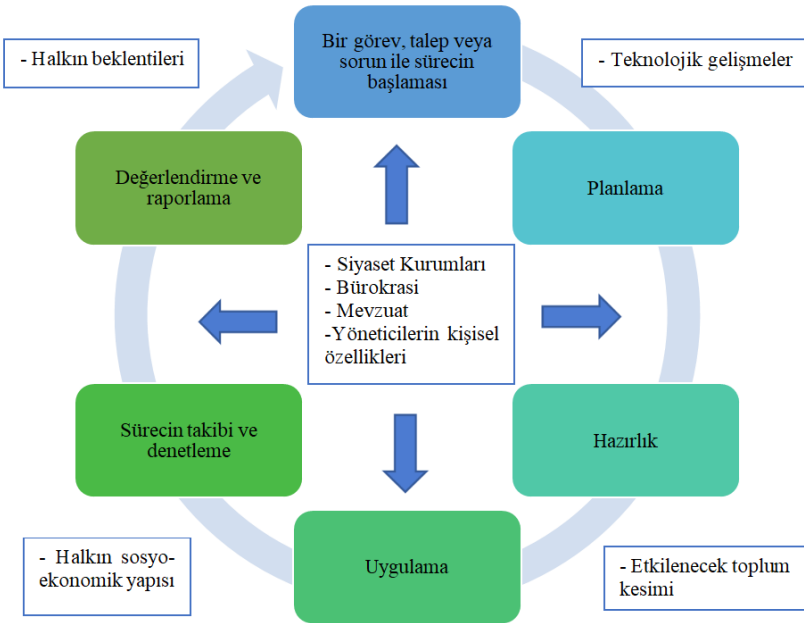 Bir görev, talep veya
sorun ile sürecin
başlaması
- Halkın beklentileri
- Teknolojik gelişmeler
Değerlendirme ve
raporlama
Planlama
- Siyaset Kurumları
- Bürokrasi
- Mevzuat
-Yöneticilerin kişisel
özellikleri
Sürecin takibi ve
denetleme
Hazırlık
- Halkın sosyo-
ekonomik yapısı
Uygulama
- Etkilenecek toplum
kesimi